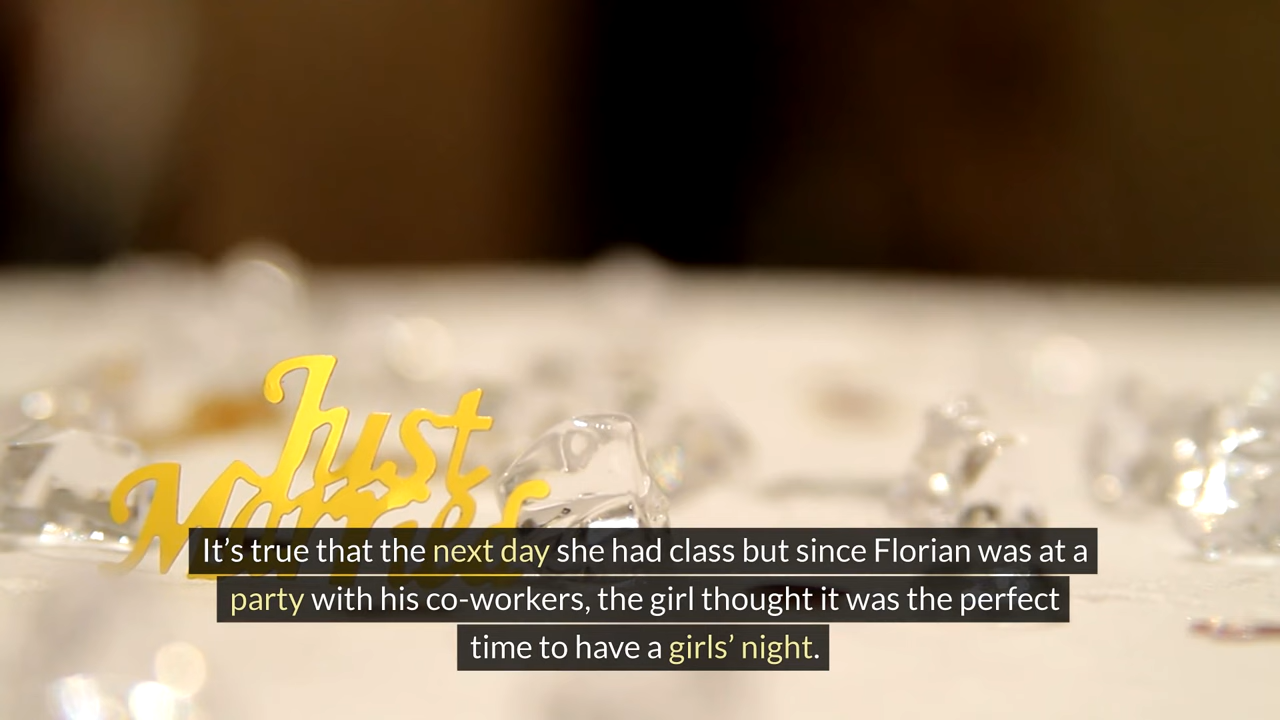 Just
Married
It’s true that the next day she had class but since Florian was at a
party with his co-workers, the girl thought it was the perfect
time to have a girls’ night.